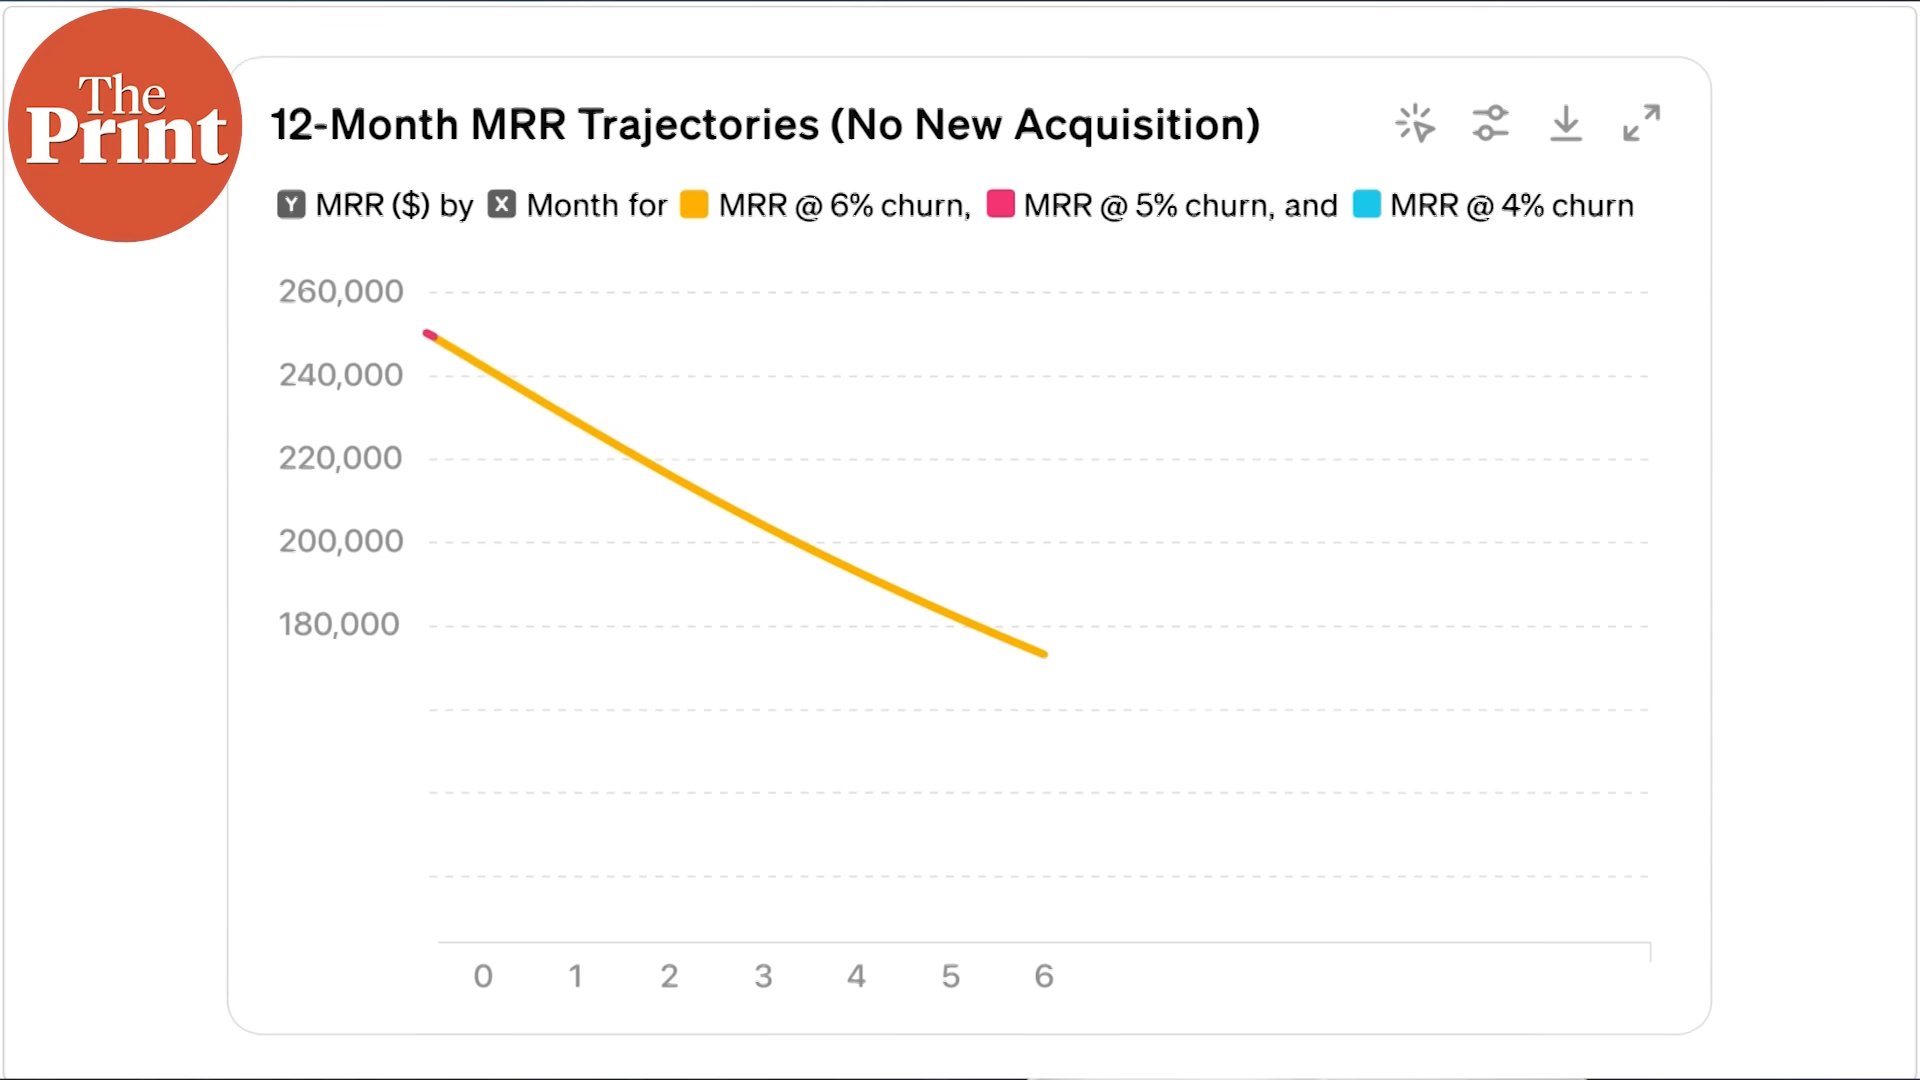 The
Print
12-Month MRR Trajectories (No New Acquisition)
Y MRR ($) by X Month for MRR @ 6% churn, MRR @ 5% churn, and MRR @ 4% churn
260,000
240,000
220,000
200,000
180,000
0 1 2 3 4 5 6